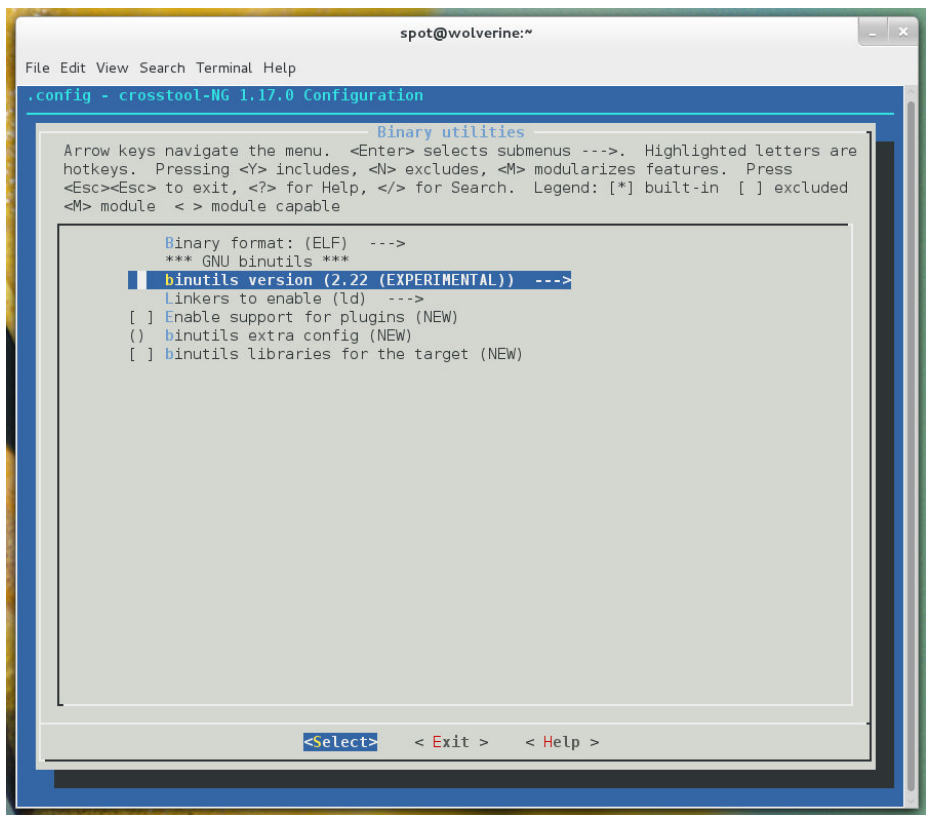 spot@wolverine:~
File Edit View Search Terminal Help
.config - crosstool-NG 1.17.0 Configuration
Binary utilities
Arrow keys navigate the menu.  <Enter> selects submenus --->.  Highlighted letters are
hotkeys.  Pressing <Y> includes, <N> excludes, <M> modularizes features.  Press
<Esc><Esc> to exit, <?> for Help, </> for Search.  Legend: [*] built-in  [ ] excluded
<M> module  < > module capable
Binary format: (ELF)  --->
*** GNU binutils ***
binutils version (2.22 (EXPERIMENTAL))  --->
Linkers to enable (ld)  --->
[ ] Enable support for plugins (NEW)
()  binutils extra config (NEW)
[ ] binutils libraries for the target (NEW)
<Select>    < Exit >    < Help >